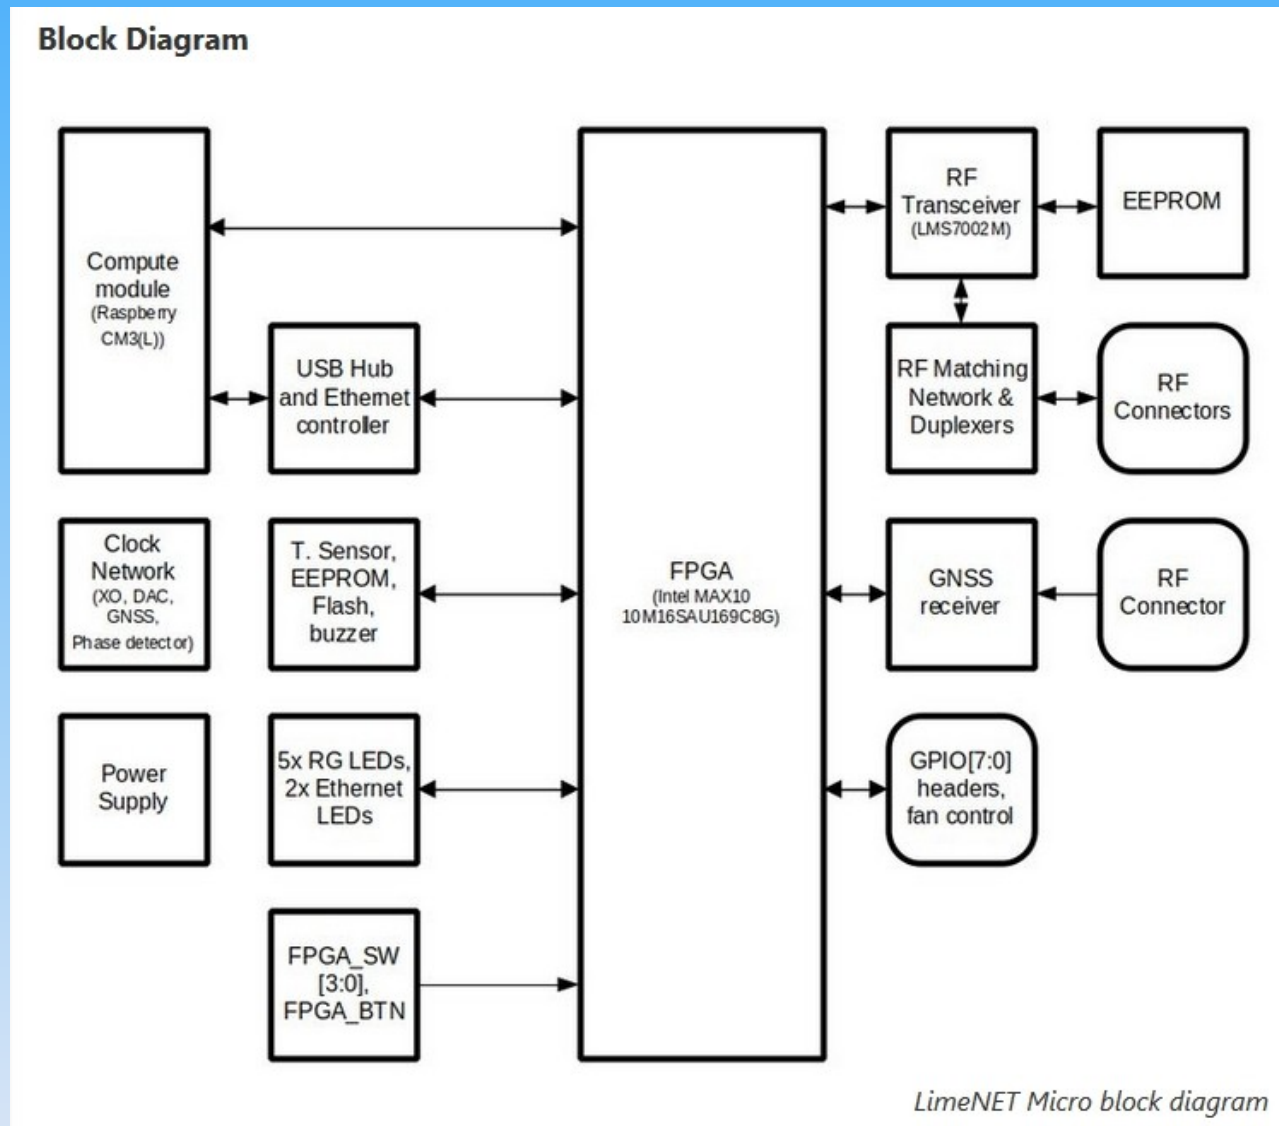 Block Diagram
Compute
module
(Raspberry
CM3(L))
USB Hub
and Ethernet
controller
Clock
Network
(XO, DAC,
GNSS,
Phase detector)
T. Sensor,
EEPROM,
Flash,
buzzer
Power
Supply
5x RG LEDs,
2x Ethernet
LEDs
FPGA_SW
[3:0],
FPGA_BTN
FPGA
(Intel MAX10
10M16SAU169C8G)
RF
Transceiver
(LMS7002M)
EEPROM
RF Matching
Network &
Duplexers
RF
Connectors
GNSS
receiver
RF
Connector
GPIO[7:0]
headers,
fan control
LimeNET Micro block diagram